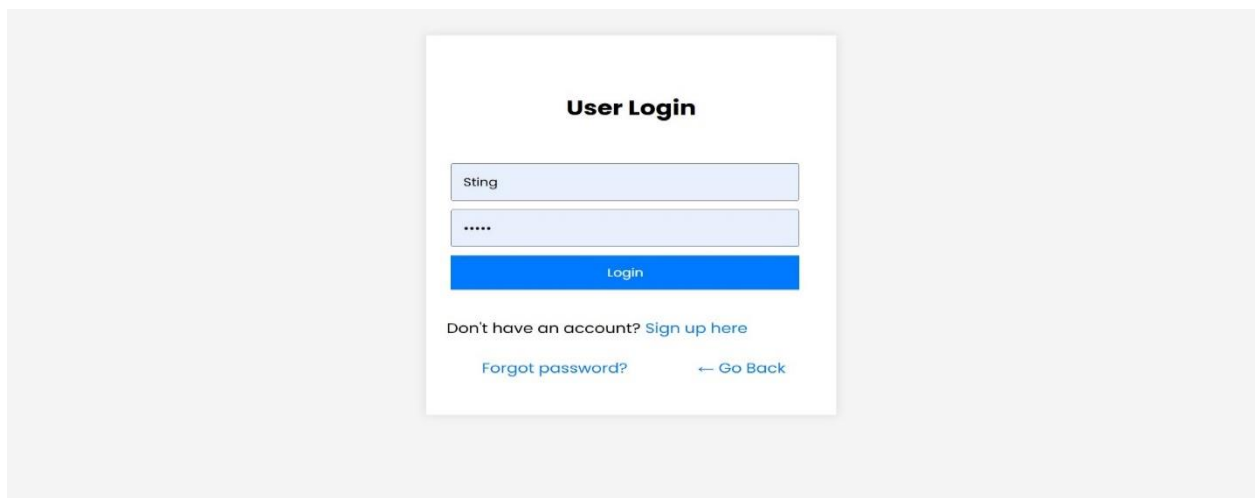 User Login
Sting
•••••
Login
Don't have an account? Sign up here
Forgot password? ← Go Back